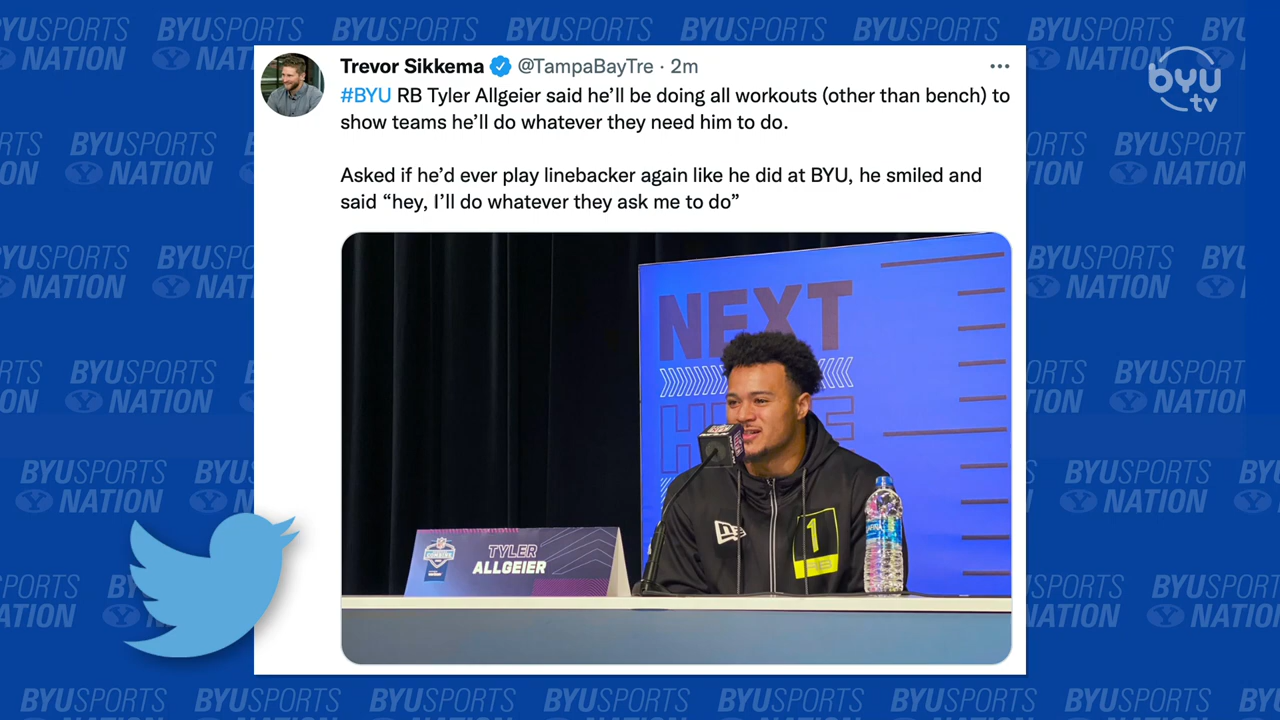 Trevor Sikkema @TampaBayTre · 2m
#BYU RB Tyler Allgeier said he'll be doing all workouts (other than bench) to
show teams he'll do whatever they need him to do.
Asked if he'd ever play linebacker again like he did at BYU, he smiled and
said “hey, I'll do whatever they ask me to do”
byu
tv
NEXT
TYLER
ALLGEIER
1
BYUSPORTS
NATION